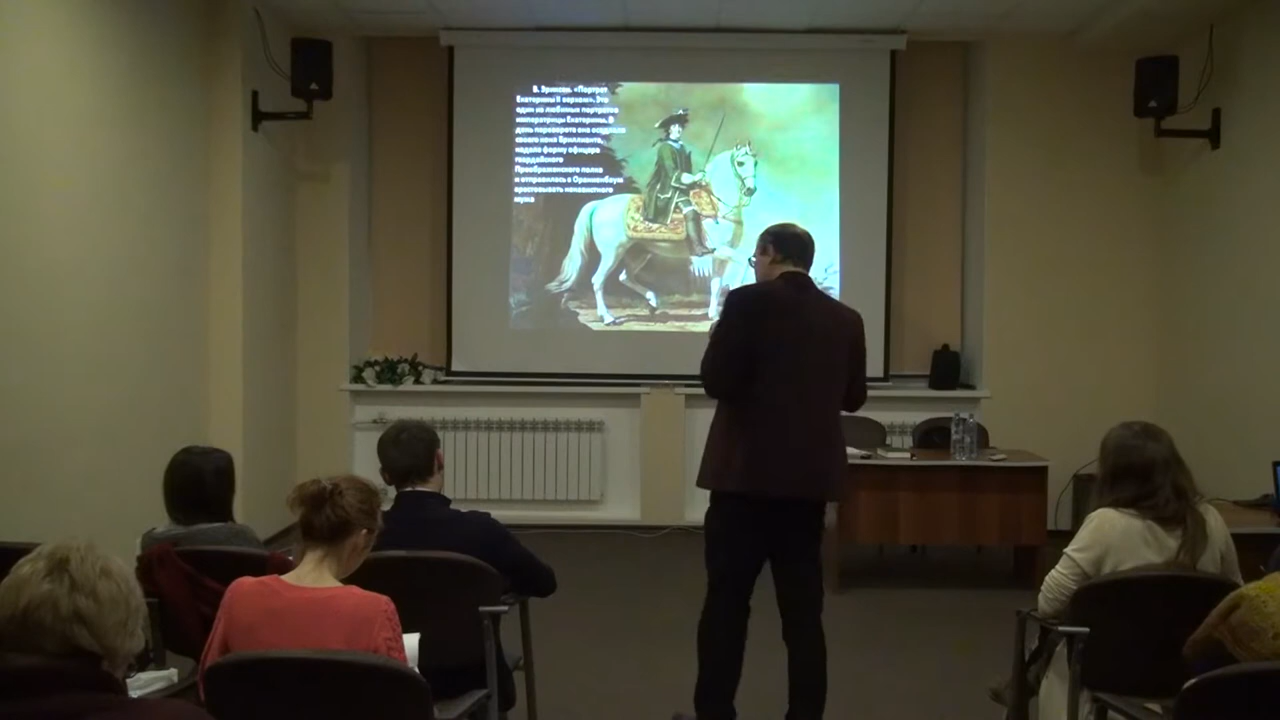 В. Эриксен. «Портрет
Екатерины II верхом». Это
один из любимых портретов
императрицы Екатерины. В
день переворота она оседлала
своего коня Бриллианта,
надела форму офицера
гвардейского
Преображенского полка
и отправилась в Ораниенбаум
арестовывать ненавистного
мужа